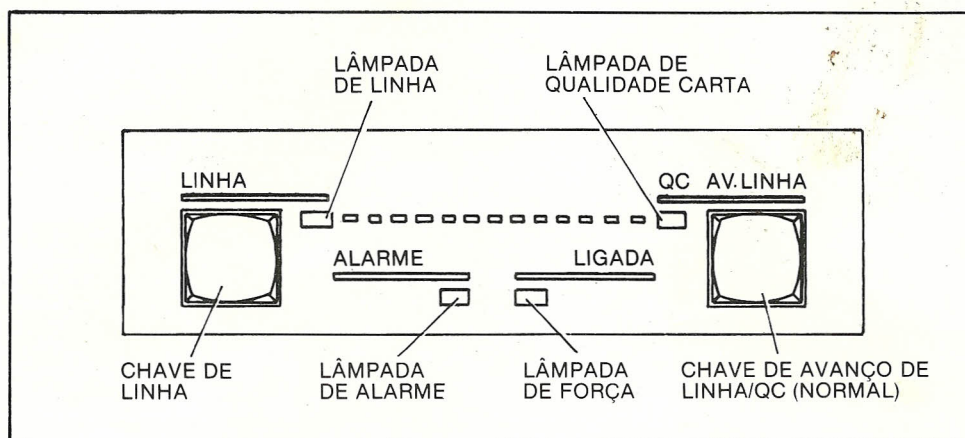 LÂMPADA
DE LINHA
LÂMPADA DE
QUALIDADE CARTA
LINHA
QC AV. LINHA
ALARME
LIGADA
CHAVE DE
LINHA
LÂMPADA
DE ALARME
LÂMPADA
DE FORÇA
CHAVE DE AVANÇO DE
LINHA/QC (NORMAL)